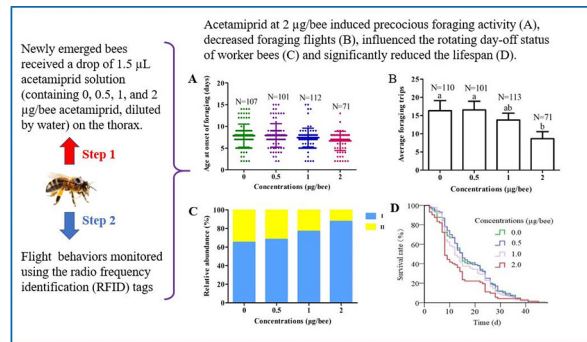 Acetamiprid at 2 µg/bee induced precocious foraging activity (A),
decreased foraging flights (B), influenced the rotating day-off status
of worker bees (C) and significantly reduced the lifespan (D).
Newly emerged bees
received a drop of 1.5 µL
acetamiprid solution
(containing 0, 0.5, 1, and 2
µg/bee acetamiprid, diluted
by water) on the thorax.
Step 1
Step 2
Flight behaviors monitored
using the radio frequency
identification (RFID) tags
A
Age at onset of foraging (days)
20
15
10
5
0
N=107
N=101
N=112
N=71
0 0.5 1 2
Concentrations (µg/bee)
B
Average foraging trips
20
15
10
5
0
N=110
N=101
N=113
N=71
a
a
ab
b
0 0.5 1 2
Concentrations (µg/bee)
C
Relative abundance (%)
100
80
60
40
20
0
I
II
0 0.5 1 2
Concentrations (µg/bee)
D
Survival rate (%)
100
80
60
40
20
0
Concentrations (µg/bee)
0.0
0.5
1.0
2.0
0 10 20 30 40
Time (d)